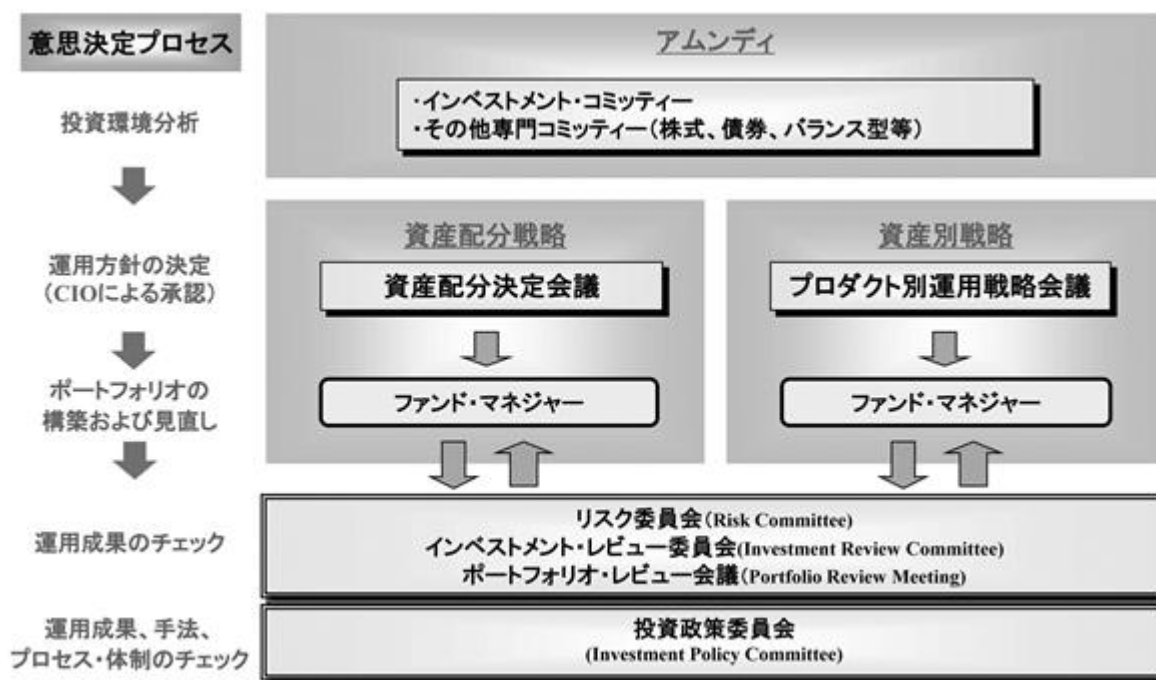 意思決定プロセス
アムンディ
投資環境分析
・インベストメント・コミッティー
・その他専門コミッティー（株式、債券、バランス型等）
運用方針の決定
（CIOによる承認）
資産配分戦略
資産配分決定会議
資産別戦略
プロダクト別運用戦略会議
ポートフォリオの
構築および見直し
ファンド・マネジャー
ファンド・マネジャー
運用成果のチェック
リスク委員会（Risk Committee）
インベストメント・レビュー委員会(Investment Review Committee)
ポートフォリオ・レビュー会議（Portfolio Review Meeting)
運用成果、手法、
プロセス・体制のチェック
投資政策委員会
(Investment Policy Committee)